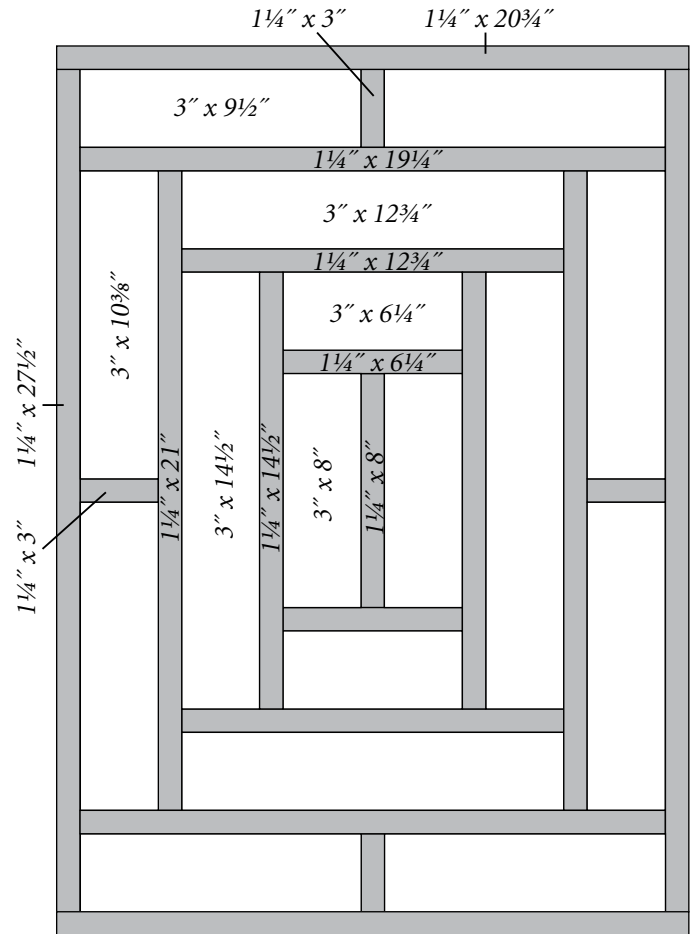 1¼″ x 3″
1¼″ x 20¾″
3″ x 9½″
1¼″ x 19¼″
3″ x 12¾″
1¼″ x 12¾″
3″ x 10⅜″
3″ x 6¼″
1¼″ x 6¼″
1¼″ x 27½″
1¼″ x 21″
3″ x 14½″
1¼″ x 14½″
3″ x 8″
1¼″ x 8″
1¼″ x 3″